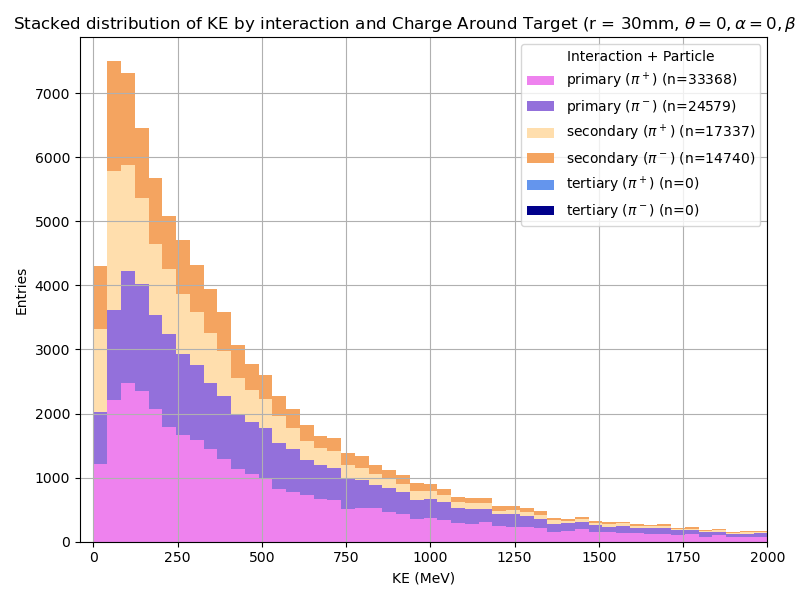 Stacked distribution of KE by interaction and Charge Around Target (r = 30mm, θ = 0, α = 0, β
Interaction + Particle
primary (π⁺) (n=33368)
primary (π⁻) (n=24579)
secondary (π⁺) (n=17337)
secondary (π⁻) (n=14740)
tertiary (π⁺) (n=0)
tertiary (π⁻) (n=0)
Entries
7000
6000
5000
4000
3000
2000
1000
0
0 250 500 750 1000 1250 1500 1750 2000
KE (MeV)